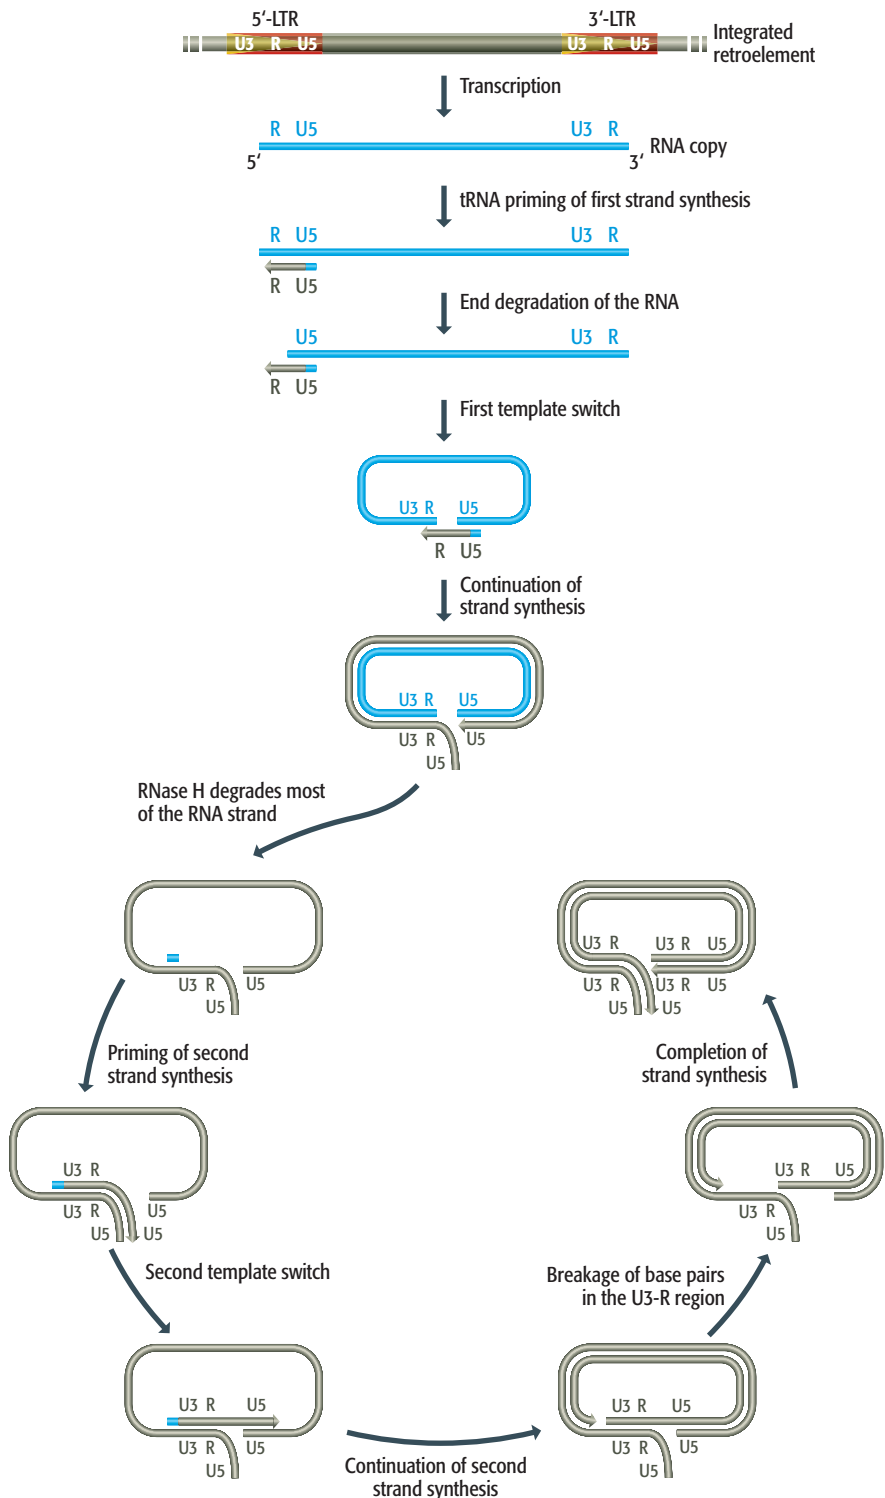 5‘-LTR 3‘-LTR
U3 R U5 U3 R U5
Integrated
retroelement
Transcription
R U5 U3 R
5‘ 3‘ RNA copy
tRNA priming of first strand synthesis
R U5 U3 R
R U5
End degradation of the RNA
U5 U3 R
R U5
First template switch
U3 R U5
R U5
Continuation of
strand synthesis
U3 R U5
U3 R U5
U5
RNase H degrades most
of the RNA strand
U3 R U5
U5
Priming of second
strand synthesis
U3 R
U3 R U5
U5 U5
Second template switch
U3 R U5
U3 R U5
U5
Continuation of second
strand synthesis
U3 R U5
U3 R U5
U5
Breakage of base pairs
in the U3-R region
U3 R U5
U3 R
U5
Completion of
strand synthesis
U3 R U3 R U5
U3 R U3 R U5
U5 U5